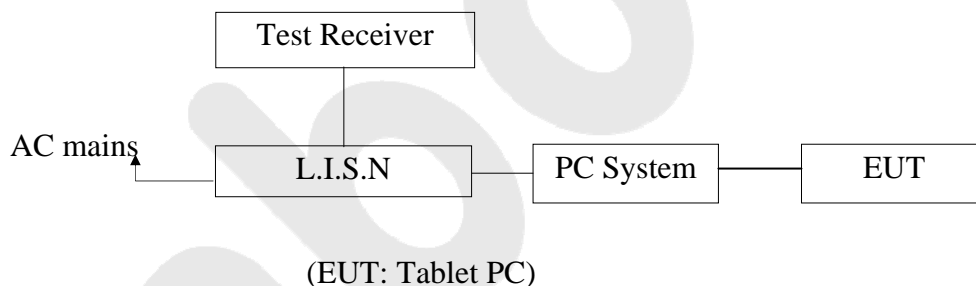 Test Receiver
AC mains
L.I.S.N
PC System
EUT
(EUT: Tablet PC)